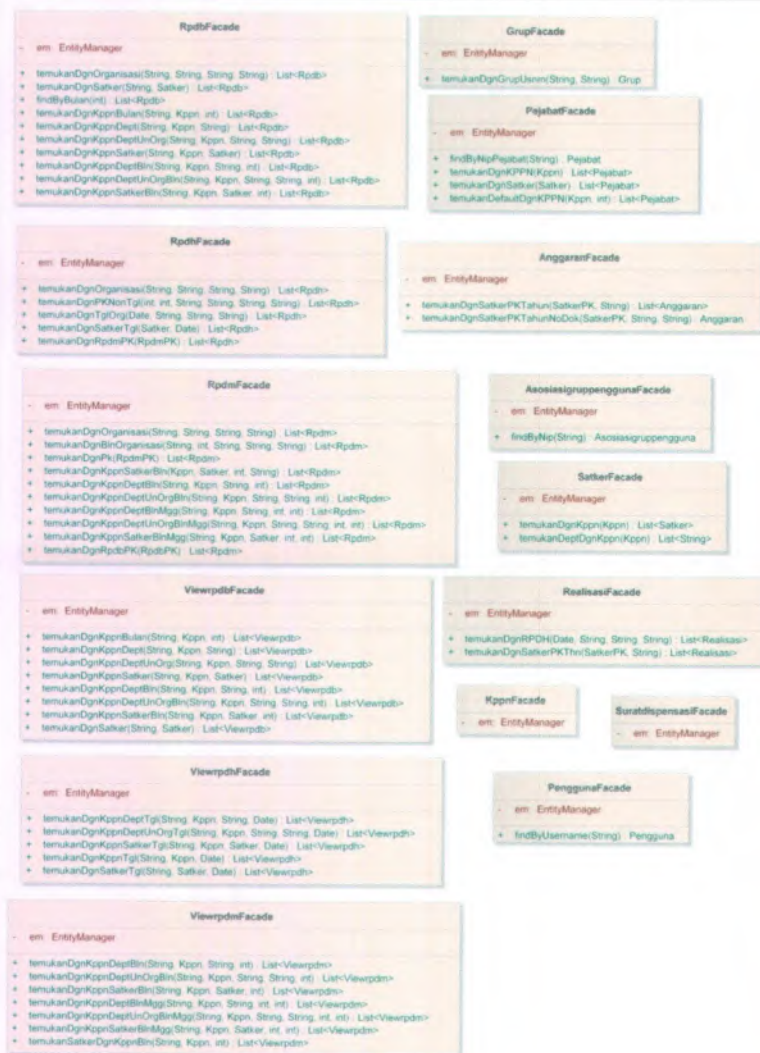 RpdbFacade
- em: EntityManager
+ temukanDgnOrganisasi(String, String, String, String) : List<Rpdb>
+ temukanDgnSatker(String, Satker) : List<Rpdb>
+ findByBulan(int) : List<Rpdb>
+ temukanDgnKppnBulan(String, Kppn, int) : List<Rpdb>
+ temukanDgnKppnDept(String, Kppn, String) : List<Rpdb>
+ temukanDgnKppnDeptUnOrg(String, Kppn, String, String) : List<Rpdb>
+ temukanDgnKppnSatker(String, Kppn, Satker) : List<Rpdb>
+ temukanDgnKppnDeptBln(String, Kppn, String, int) : List<Rpdb>
+ temukanDgnKppnDeptUnOrgBln(String, Kppn, String, String, int) : List<Rpdb>
+ temukanDgnKppnSatkerBln(String, Kppn, Satker, int) : List<Rpdb>
GrupFacade
- em: EntityManager
+ temukanDgnGrupUsnm(String, String) : Grup
PejabatFacade
- em: EntityManager
+ findByNipPejabat(String) : Pejabat
+ temukanDgnKPPN(Kppn) : List<Pejabat>
+ temukanDgnSatker(Satker) : List<Pejabat>
+ temukanDefaultDgnKPPN(Kppn, int) : List<Pejabat>
RpdhFacade
- em: EntityManager
+ temukanDgnOrganisasi(String, String, String, String) : List<Rpdh>
+ temukanDgnPKNonTgl(int, int, String, String, String, String) : List<Rpdh>
+ temukanDgnTglOrg(Date, String, String, String) : List<Rpdh>
+ temukanDgnSatkerTgl(Satker, Date) : List<Rpdh>
+ temukanDgnRpdmPK(RpdmPK) : List<Rpdh>
AnggaranFacade
- em: EntityManager
+ temukanDgnSatkerPKTahun(SatkerPK, String) : List<Anggaran>
+ temukanDgnSatkerPKTahunNoDok(SatkerPK, String, String) : Anggaran
RpdmFacade
- em: EntityManager
+ temukanDgnOrganisasi(String, String, String, String) : List<Rpdm>
+ temukanDgnBlnOrganisasi(String, int, String, String, String) : List<Rpdm>
+ temukanDgnPk(RpdmPK) : List<Rpdm>
+ temukanDgnKppnSatkerBln(Kppn, Satker, int, String) : List<Rpdm>
+ temukanDgnKppnDeptBln(String, Kppn, String, int) : List<Rpdm>
+ temukanDgnKppnDeptUnOrgBln(String, Kppn, String, String, int) : List<Rpdm>
+ temukanDgnKppnDeptBlnMgg(String, Kppn, String, int, int) : List<Rpdm>
+ temukanDgnKppnDeptUnOrgBlnMgg(String, Kppn, String, String, int, int) : List<Rpdm>
+ temukanDgnKppnSatkerBlnMgg(String, Kppn, Satker, int, int) : List<Rpdm>
+ temukanDgnRpdbPK(RpdbPK) : List<Rpdm>
AsosiasigruppenggunaFacade
- em: EntityManager
+ findByNip(String) : Asosiasigruppengguna
SatkerFacade
- em: EntityManager
+ temukanDgnKppn(Kppn) : List<Satker>
+ temukanDeptDgnKppn(Kppn) : List<String>
ViewrpdbFacade
- em: EntityManager
+ temukanDgnKppnBulan(String, Kppn, int) : List<Viewrpdb>
+ temukanDgnKppnDept(String, Kppn, String) : List<Viewrpdb>
+ temukanDgnKppnDeptUnOrg(String, Kppn, String, String) : List<Viewrpdb>
+ temukanDgnKppnSatker(String, Kppn, Satker) : List<Viewrpdb>
+ temukanDgnKppnDeptBln(String, Kppn, String, int) : List<Viewrpdb>
+ temukanDgnKppnDeptUnOrgBln(String, Kppn, String, String, int) : List<Viewrpdb>
+ temukanDgnKppnSatkerBln(String, Kppn, Satker, int) : List<Viewrpdb>
+ temukanDgnSatker(String, Satker) : List<Viewrpdb>
RealisasiFacade
- em: EntityManager
+ temukanDgnRPDH(Date, String, String, String) : List<Realisasi>
+ temukanDgnSatkerPKThn(SatkerPK, String) : List<Realisasi>
KppnFacade
- em: EntityManager
SuratdispensasiFacade
- em: EntityManager
ViewrpdhFacade
- em: EntityManager
+ temukanDgnKppnDeptTgl(String, Kppn, String, Date) : List<Viewrpdh>
+ temukanDgnKppnDeptUnOrgTgl(String, Kppn, String, String, Date) : List<Viewrpdh>
+ temukanDgnKppnSatkerTgl(String, Kppn, Satker, Date) : List<Viewrpdh>
+ temukanDgnKppnTgl(String, Kppn, Date) : List<Viewrpdh>
+ temukanDgnSatkerTgl(String, Satker, Date) : List<Viewrpdh>
PenggunaFacade
- em: EntityManager
+ findByUsername(String) : Pengguna
ViewrpdmFacade
- em: EntityManager
+ temukanDgnKppnDeptBln(String, Kppn, String, int) : List<Viewrpdm>
+ temukanDgnKppnDeptUnOrgBln(String, Kppn, String, String, int) : List<Viewrpdm>
+ temukanDgnKppnSatkerBln(String, Kppn, Satker, int) : List<Viewrpdm>
+ temukanDgnKppnDeptBlnMgg(String, Kppn, String, int, int) : List<Viewrpdm>
+ temukanDgnKppnDeptUnOrgBlnMgg(String, Kppn, String, String, int, int) : List<Viewrpdm>
+ temukanDgnKppnSatkerBlnMgg(String, Kppn, Satker, int, int) : List<Viewrpdm>
+ temukanSatkerDgnKppnBln(String, Kppn, int) : List<Viewrpdm>